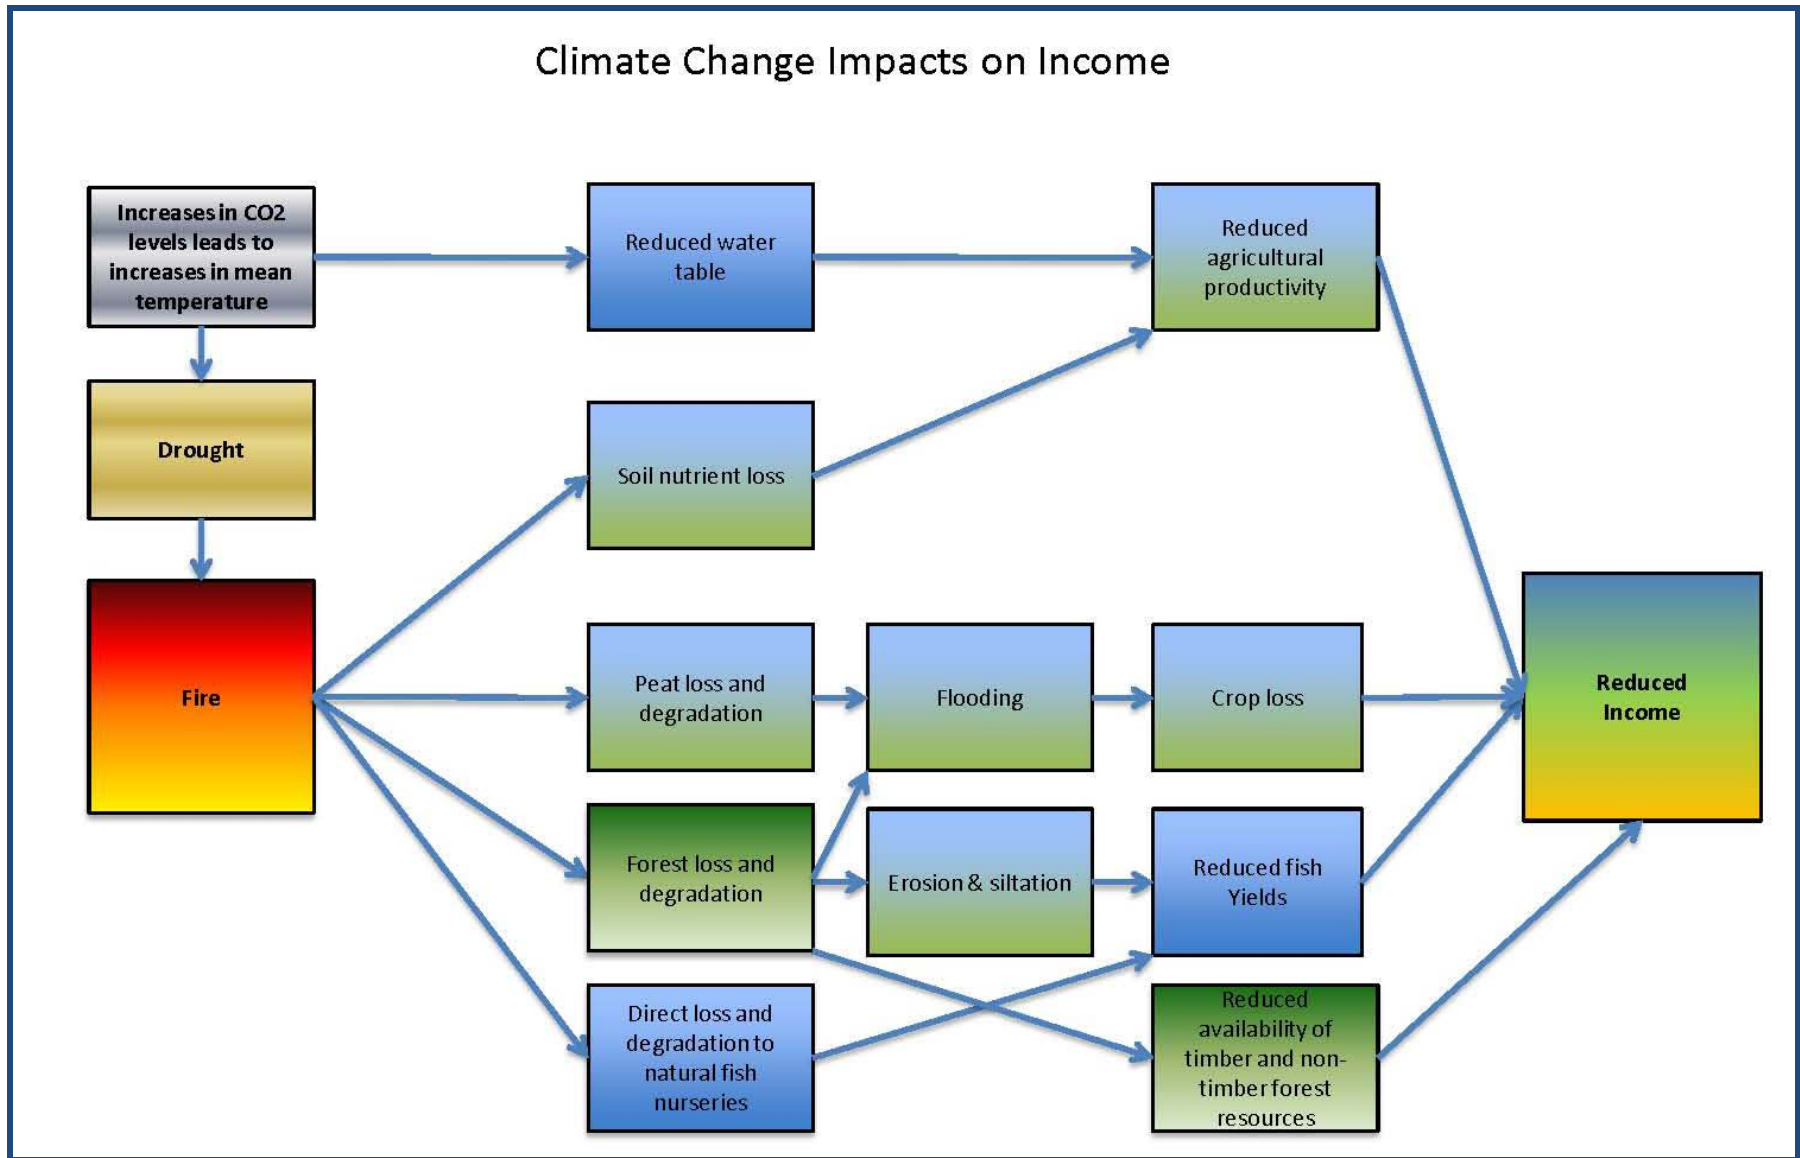 Climate Change Impacts on Income
Increases in CO2
levels leads to
increases in mean
temperature
Reduced water
table
Reduced
agricultural
productivity
Drought
Soil nutrient loss
Fire
Peat loss and
degradation
Flooding
Crop loss
Reduced
Income
Forest loss and
degradation
Erosion & siltation
Reduced fish
Yields
Direct loss and
degradation to
natural fish
nurseries
Reduced
availability of
timber and non-
timber forest
resources